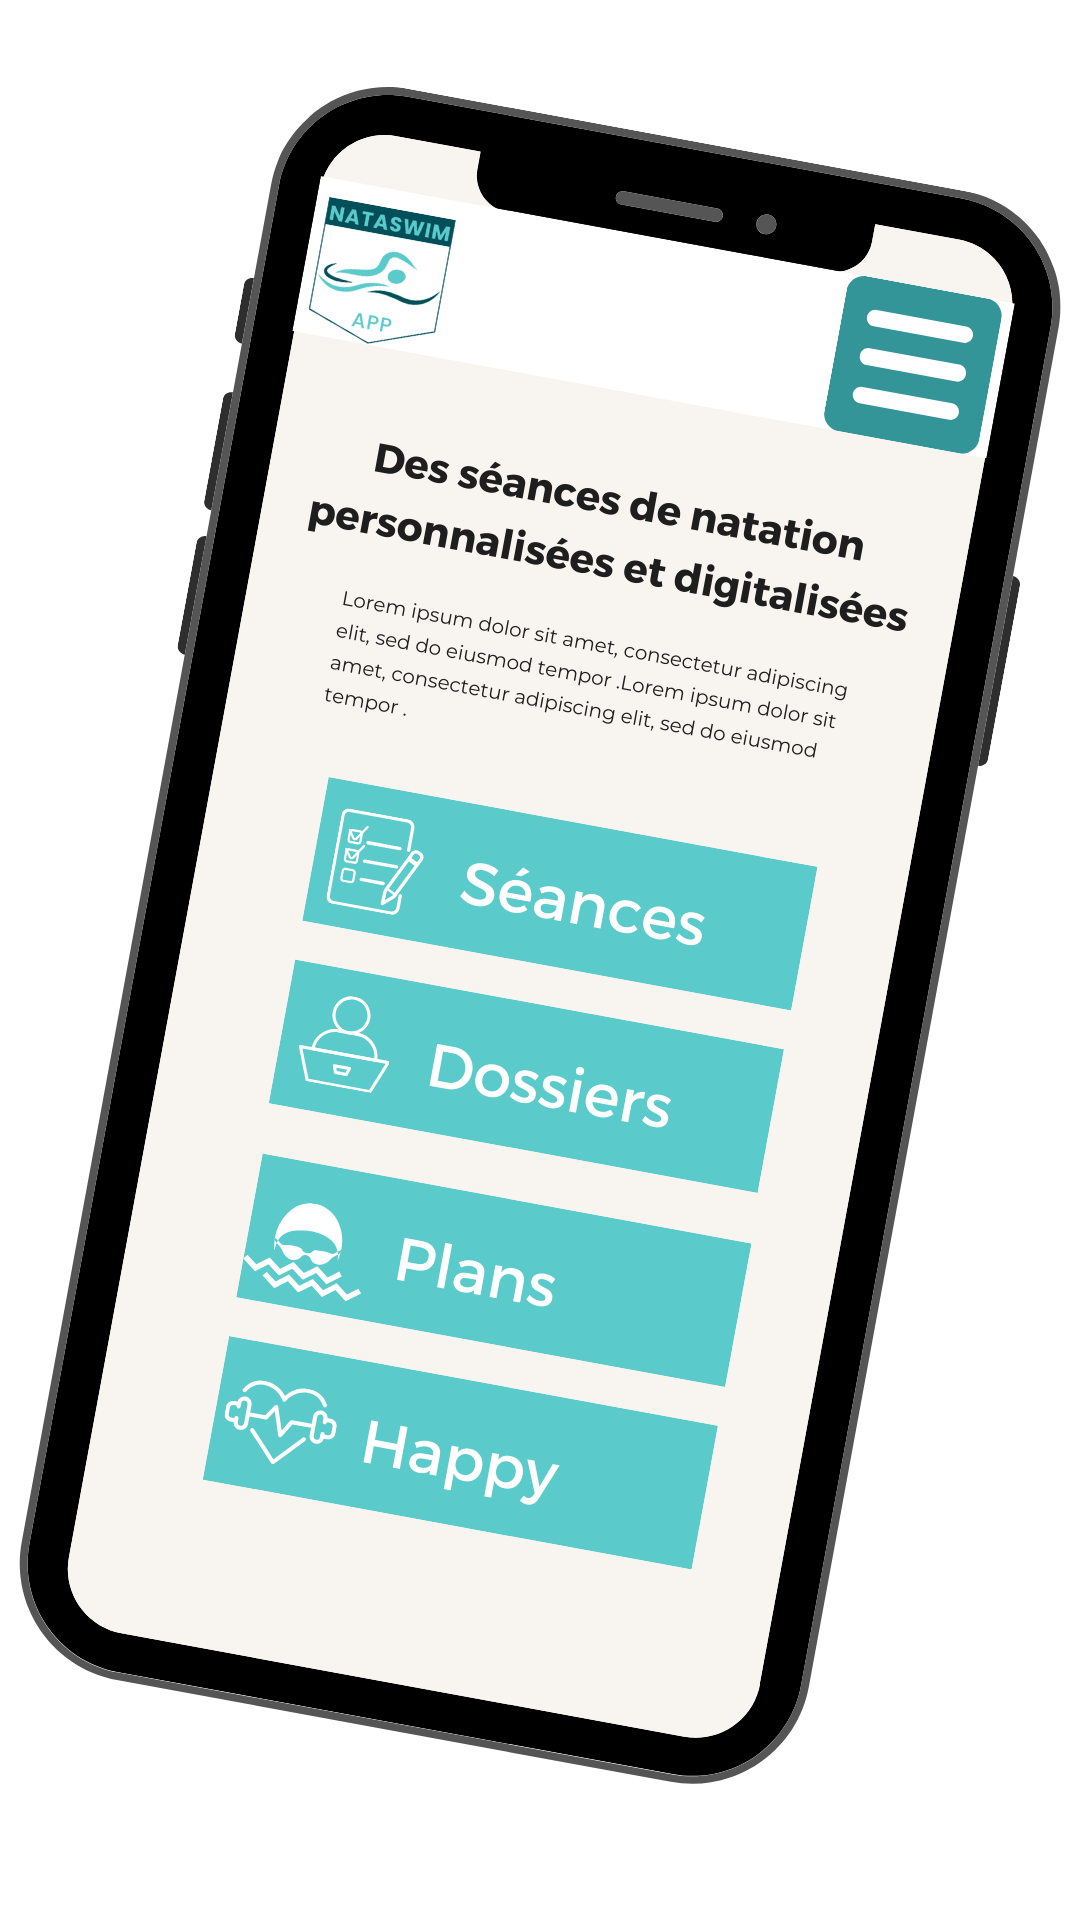 NATASWIM
APP
Des séances de natation
personnalisées et digitalisées
Lorem ipsum dolor sit amet, consectetur adipiscing
elit, sed do eiusmod tempor .Lorem ipsum dolor sit
amet, consectetur adipiscing elit, sed do eiusmod
tempor .
Séances
Dossiers
Plans
Happy